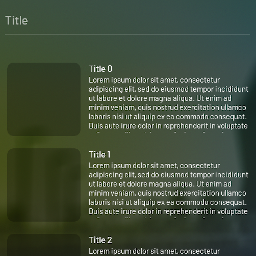 Title
Title 0
Lorem ipsum dolor sit amet, consectetur
adipiscing elit, sed do eiusmod tempor incididunt
ut labore et dolore magna aliqua. Ut enim ad
minim veniam, quis nostrud exercitation ullamco
laboris nisi ut aliquip ex ea commodo consequat.
Duis aute irure dolor in reprehenderit in voluptate
Title 1
Lorem ipsum dolor sit amet, consectetur
adipiscing elit, sed do eiusmod tempor incididunt
ut labore et dolore magna aliqua. Ut enim ad
minim veniam, quis nostrud exercitation ullamco
laboris nisi ut aliquip ex ea commodo consequat.
Duis aute irure dolor in reprehenderit in voluptate
Title 2
Lorem ipsum dolor sit amet, consectetur